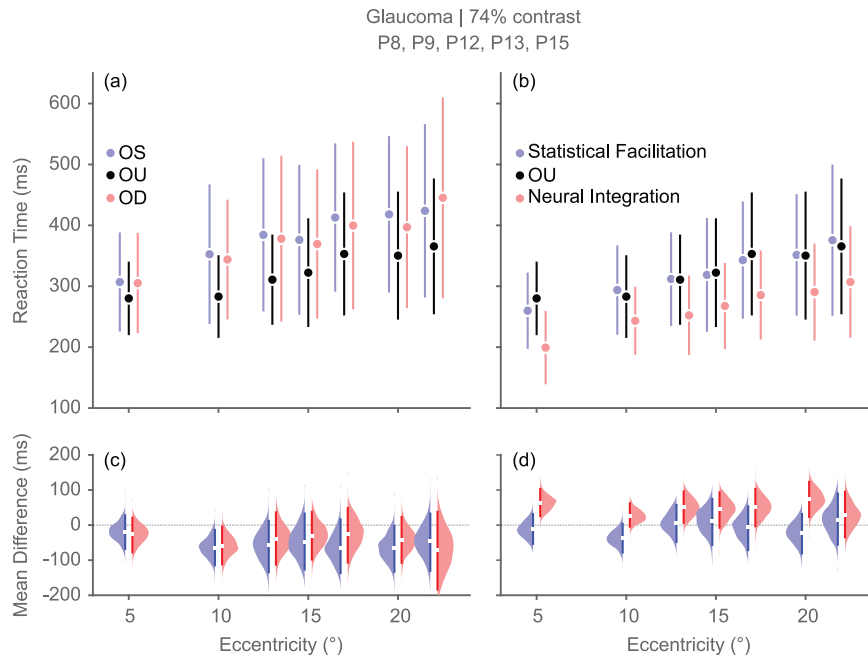 Glaucoma | 74% contrast
P8, P9, P12, P13, P15
(a)
(b)
600
500
400
300
200
100
Reaction Time (ms)
OS
OU
OD
Statistical Facilitation
OU
Neural Integration
(c)
(d)
200
100
0
-100
-200
Mean Difference (ms)
5
10
15
20
5
10
15
20
Eccentricity (°)
Eccentricity (°)